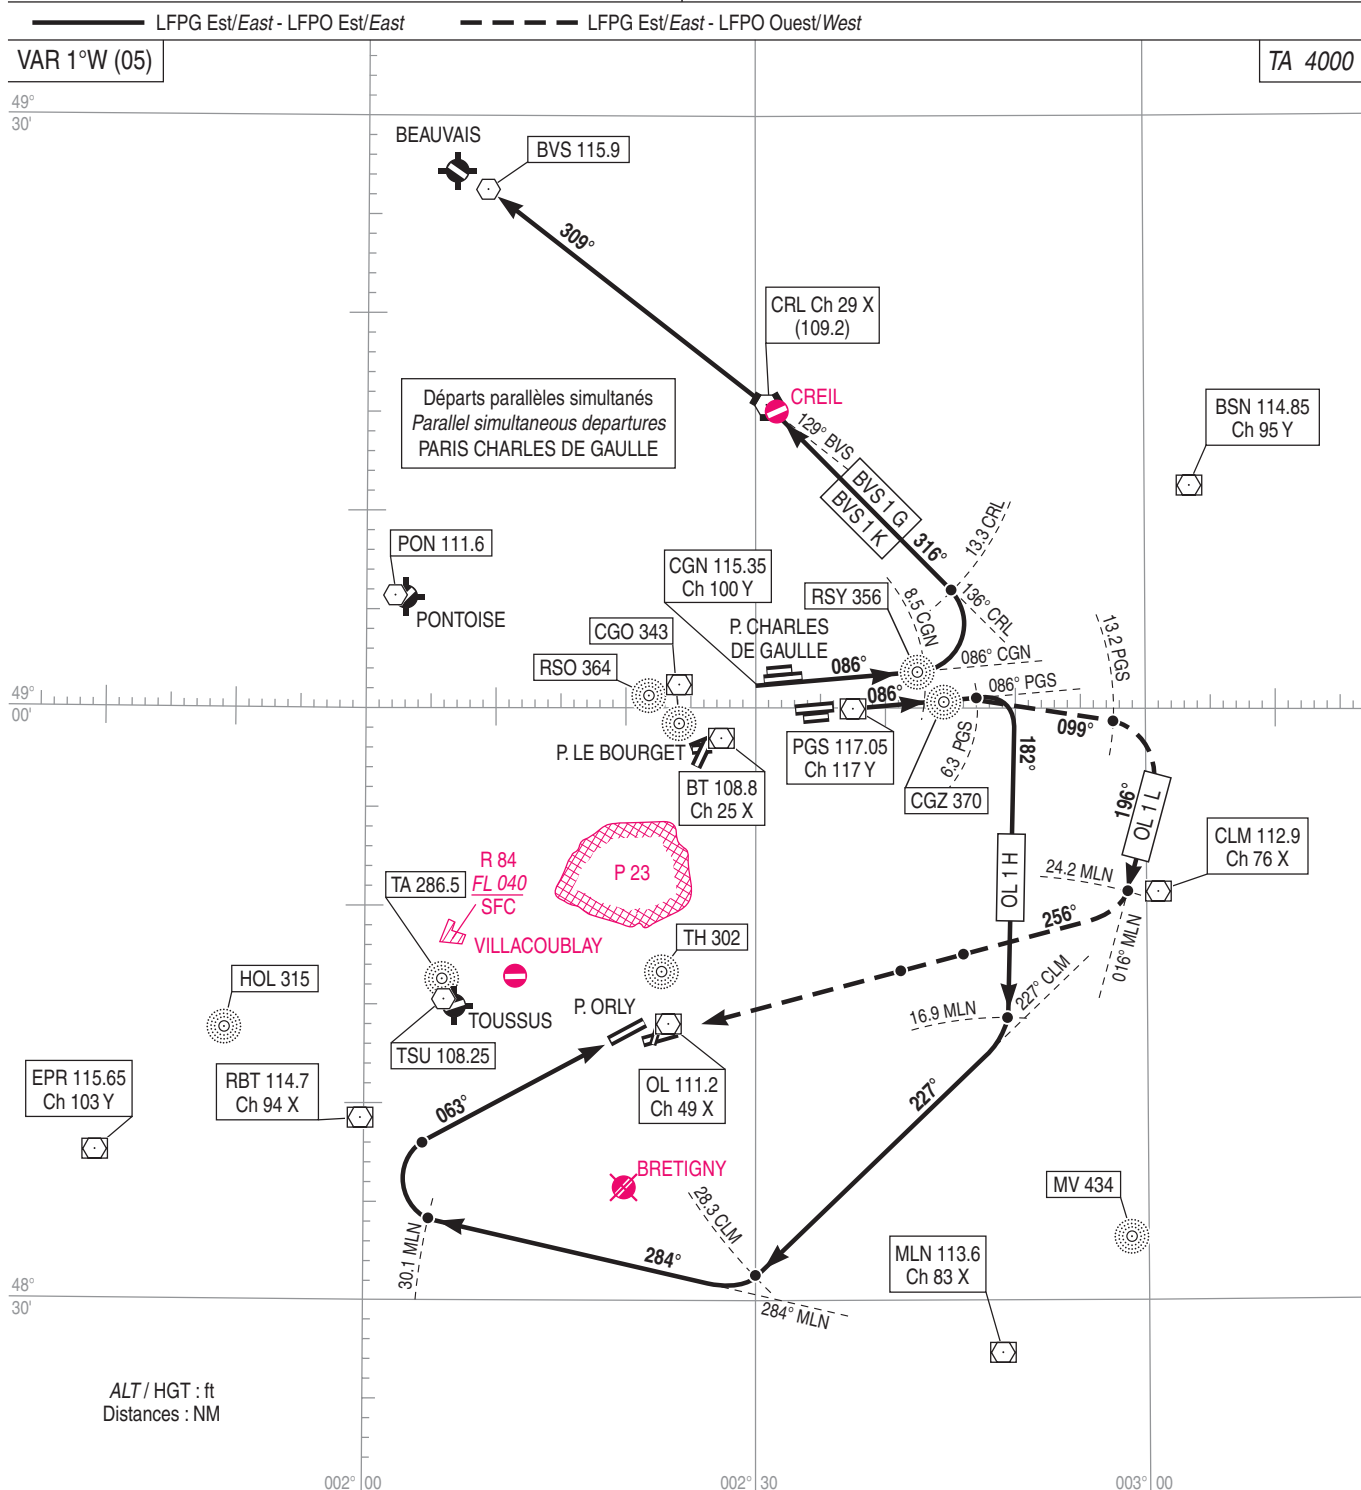 LFPG Est/East - LFPO Est/East
LFPG Est/East - LFPO Ouest/West
VAR 1°W (05)
TA 4000
49°
30'
BEAUVAIS
BVS 115.9
309°
CRL Ch 29 X
(109.2)
CREIL
Départs parallèles simultanés
Parallel simultaneous departures
PARIS CHARLES DE GAULLE
129° BVS
BSN 114.85
Ch 95 Y
BVS 1 G
BVS 1 K
316°
13.3 CRL
PON 111.6
PONTOISE
CGN 115.35
Ch 100 Y
RSY 356
8.5 CGN
136° CRL
CGO 343
P. CHARLES
DE GAULLE
13.2 PGS
RSO 364
086°
086° CGN
49°
00'
086°
086° PGS
099°
P. LE BOURGET
PGS 117.05
Ch 117 Y
6.3 PGS
182°
BT 108.8
Ch 25 X
CGZ 370
196°
OL 1 L
CLM 112.9
Ch 76 X
R 84
FL 040
SFC
P 23
TA 286.5
24.2 MLN
OL 1 H
256°
016° MLN
VILLACOUBLAY
TH 302
HOL 315
227° CLM
P. ORLY
16.9 MLN
TOUSSUS
TSU 108.25
EPR 115.65
Ch 103 Y
RBT 114.7
Ch 94 X
OL 111.2
Ch 49 X
063°
227°
BRETIGNY
MV 434
28.3 CLM
30.1 MLN
284°
MLN 113.6
Ch 83 X
48°
30'
284° MLN
ALT / HGT : ft
Distances : NM
002° 00
002° 30
003° 00